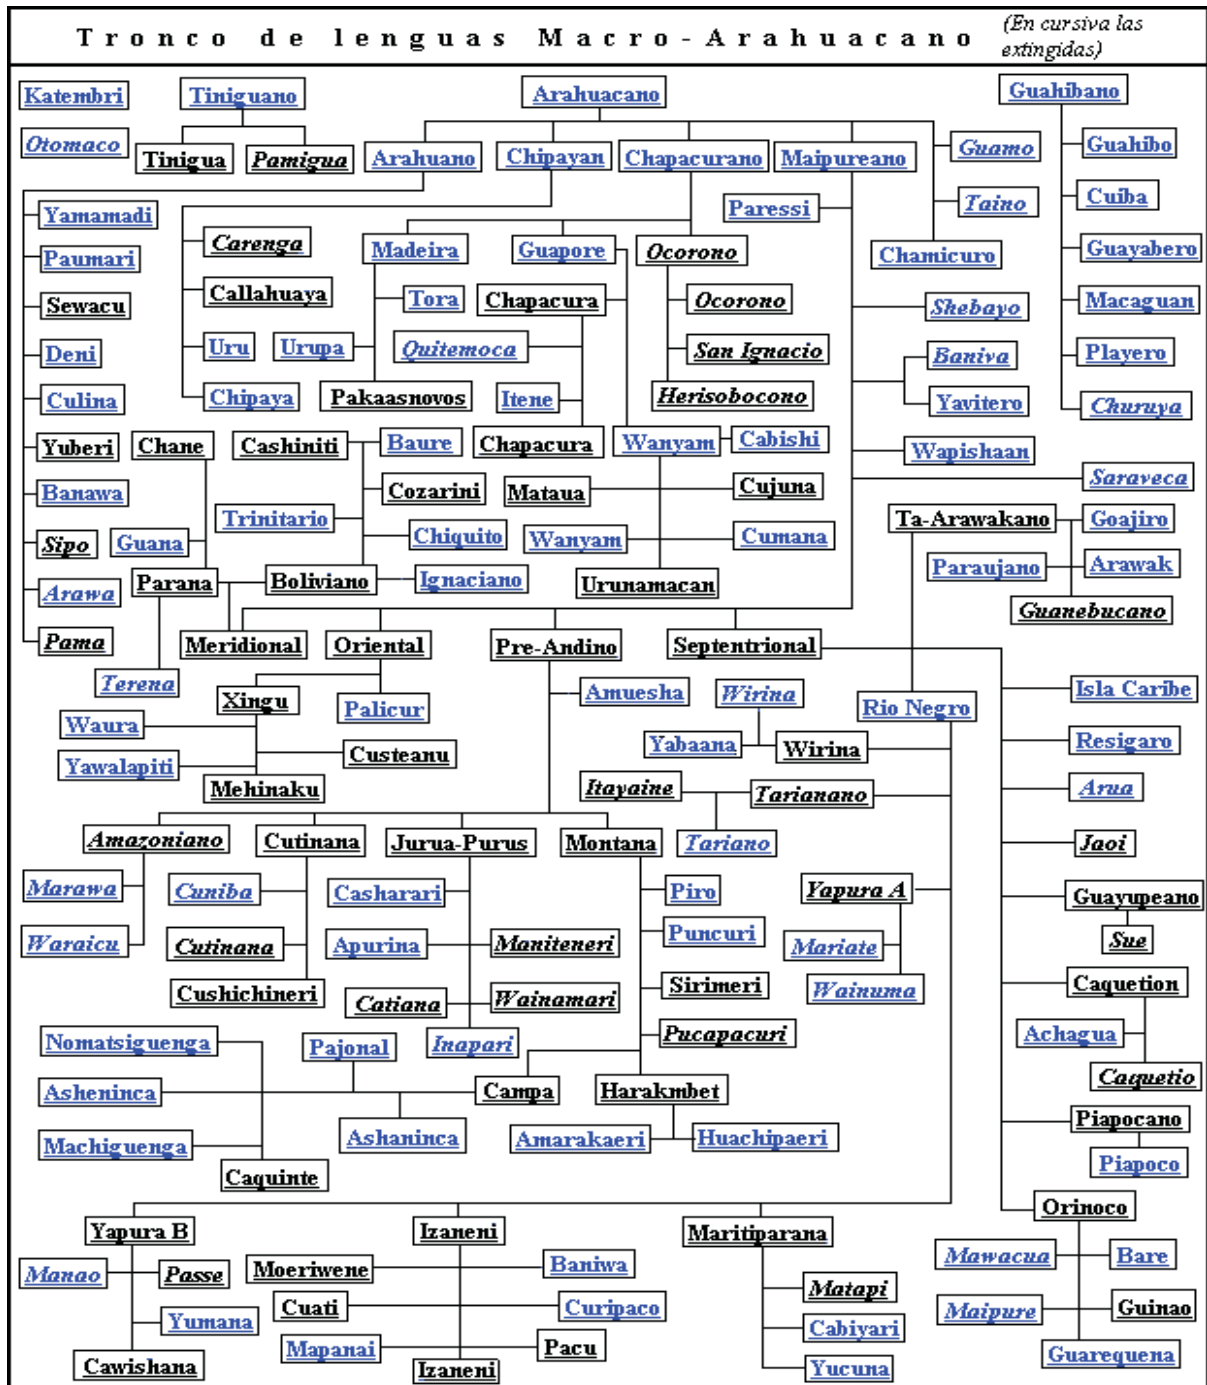 Tronco de lenguas Macro-Arahuacano
(En cursiva las
extingidas)
Katembri
Tiniguano
Arahuacano
Guahibano
Otomaco
Tinigua
Pamigua
Arahuano
Chipayan
Chapacurano
Maipureano
Guamo
Guahibo
Yamamadi
Paressi
Taino
Cuiba
Paumari
Carenga
Madeira
Guapore
Ocorono
Chamicuro
Guayabero
Sewacu
Callahuaya
Tora
Chapacura
Ocorono
Shebayo
Macaguan
Deni
Uru
Urupa
Quitemoca
San Ignacio
Baniva
Playero
Culina
Chipaya
Pakaasnovos
Itene
Herisobocono
Yavitero
Churuya
Yuberi
Chane
Cashiniti
Baure
Chapacura
Wanyam
Cabishi
Wapishaan
Banawa
Cozarini
Mataua
Cujuna
Saraveca
Sipo
Guana
Trinitario
Chiquito
Wanyam
Cumana
Ta-Arawakano
Goajiro
Arawa
Parana
Boliviano
Ignaciano
Urunamacan
Paraujano
Arawak
Guanebucano
Pama
Meridional
Oriental
Pre-Andino
Septentrional
Terena
Xingu
Palicur
Amuesha
Wirina
Rio Negro
Isla Caribe
Waura
Custeanu
Yabaana
Wirina
Resigaro
Yawalapiti
Mehinaku
Itayaine
Tarianano
Arua
Amazoniano
Cutinana
Jurua-Purus
Montana
Tariano
Jaoi
Marawa
Cuniba
Casharari
Piro
Yapura A
Guayupeano
Waraicu
Cutinana
Apurina
Maniteneri
Puncuri
Mariate
Sue
Cushichineri
Catiana
Wainamari
Sirimeri
Wainuma
Caquetion
Nomatsiguenga
Pajonal
Inapari
Pucapacuri
Achagua
Asheninca
Campa
Harakmbet
Caquetio
Machiguenga
Ashaninca
Amarakaeri
Huachipaeri
Piapocano
Caquinte
Piapoco
Yapura B
Izaneni
Maritiparana
Orinoco
Manao
Passe
Moeriwene
Baniwa
Matapi
Mawacua
Bare
Yumana
Cuati
Curipaco
Cabiyari
Maipure
Guinao
Cawishana
Mapanai
Izaneni
Pacu
Yucuna
Guarequena